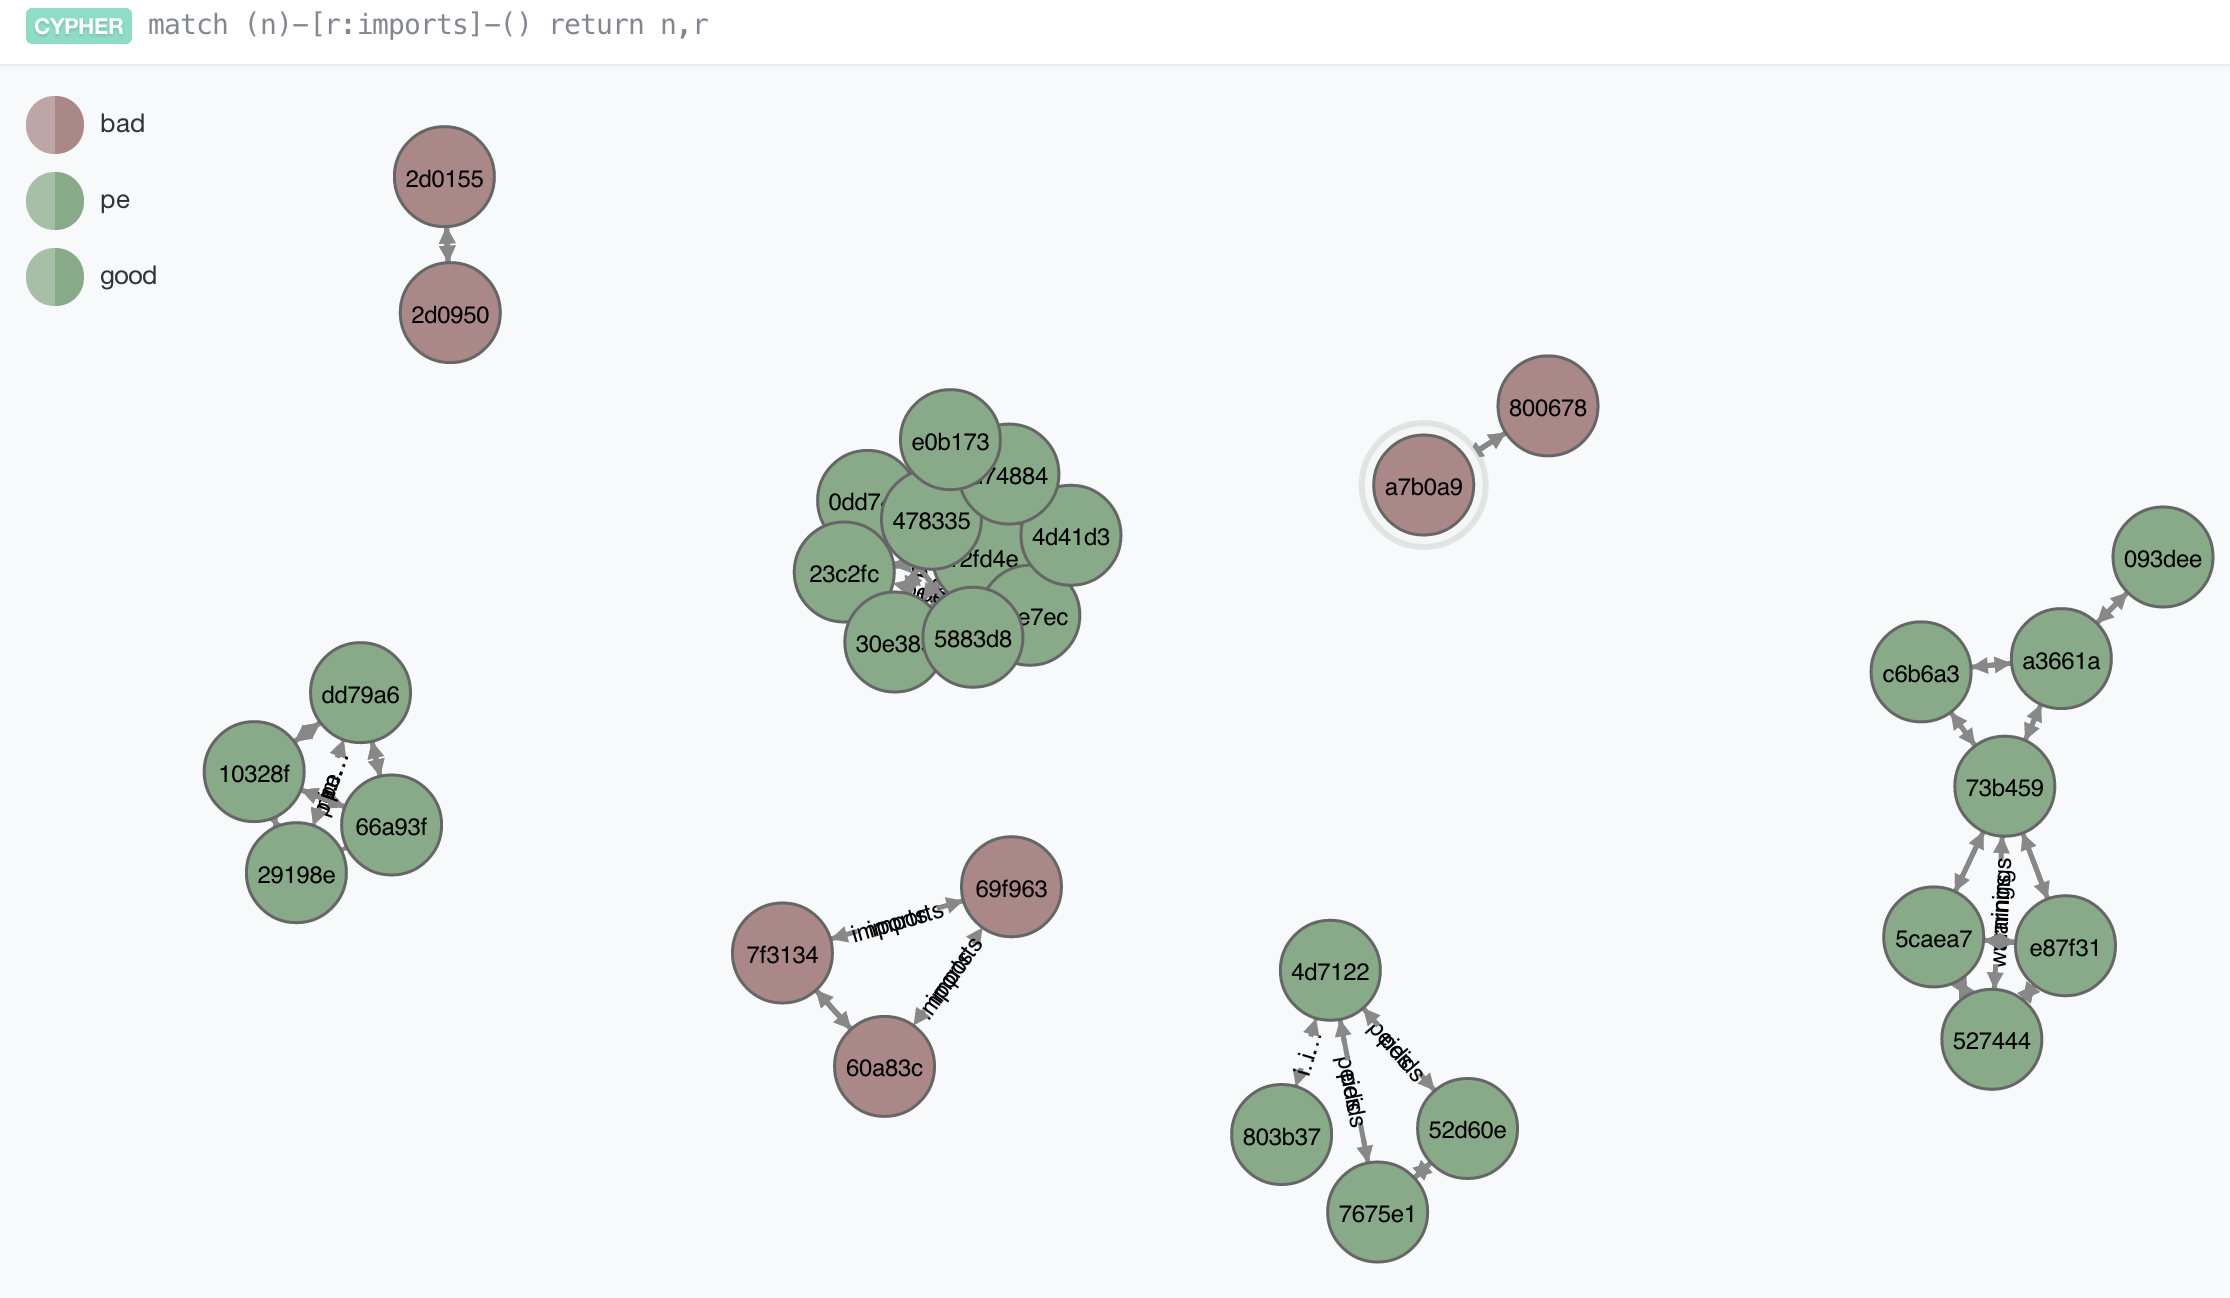 CYPHER match (n)-[r:imports]-() return n,r
bad
pe
good
2d0155
2d0950
800678
a7b0a9
e0b173
74884
0dd7
478335
4d41d3
2fd4e
23c2fc
e7ec
30e38
5883d8
093dee
c6b6a3
a3661a
73b459
5caea7
e87f31
527444
dd79a6
10328f
66a93f
29198e
69f963
7f3134
60a83c
imports
imports
imports
imports
4d7122
803b37
52d60e
7675e1